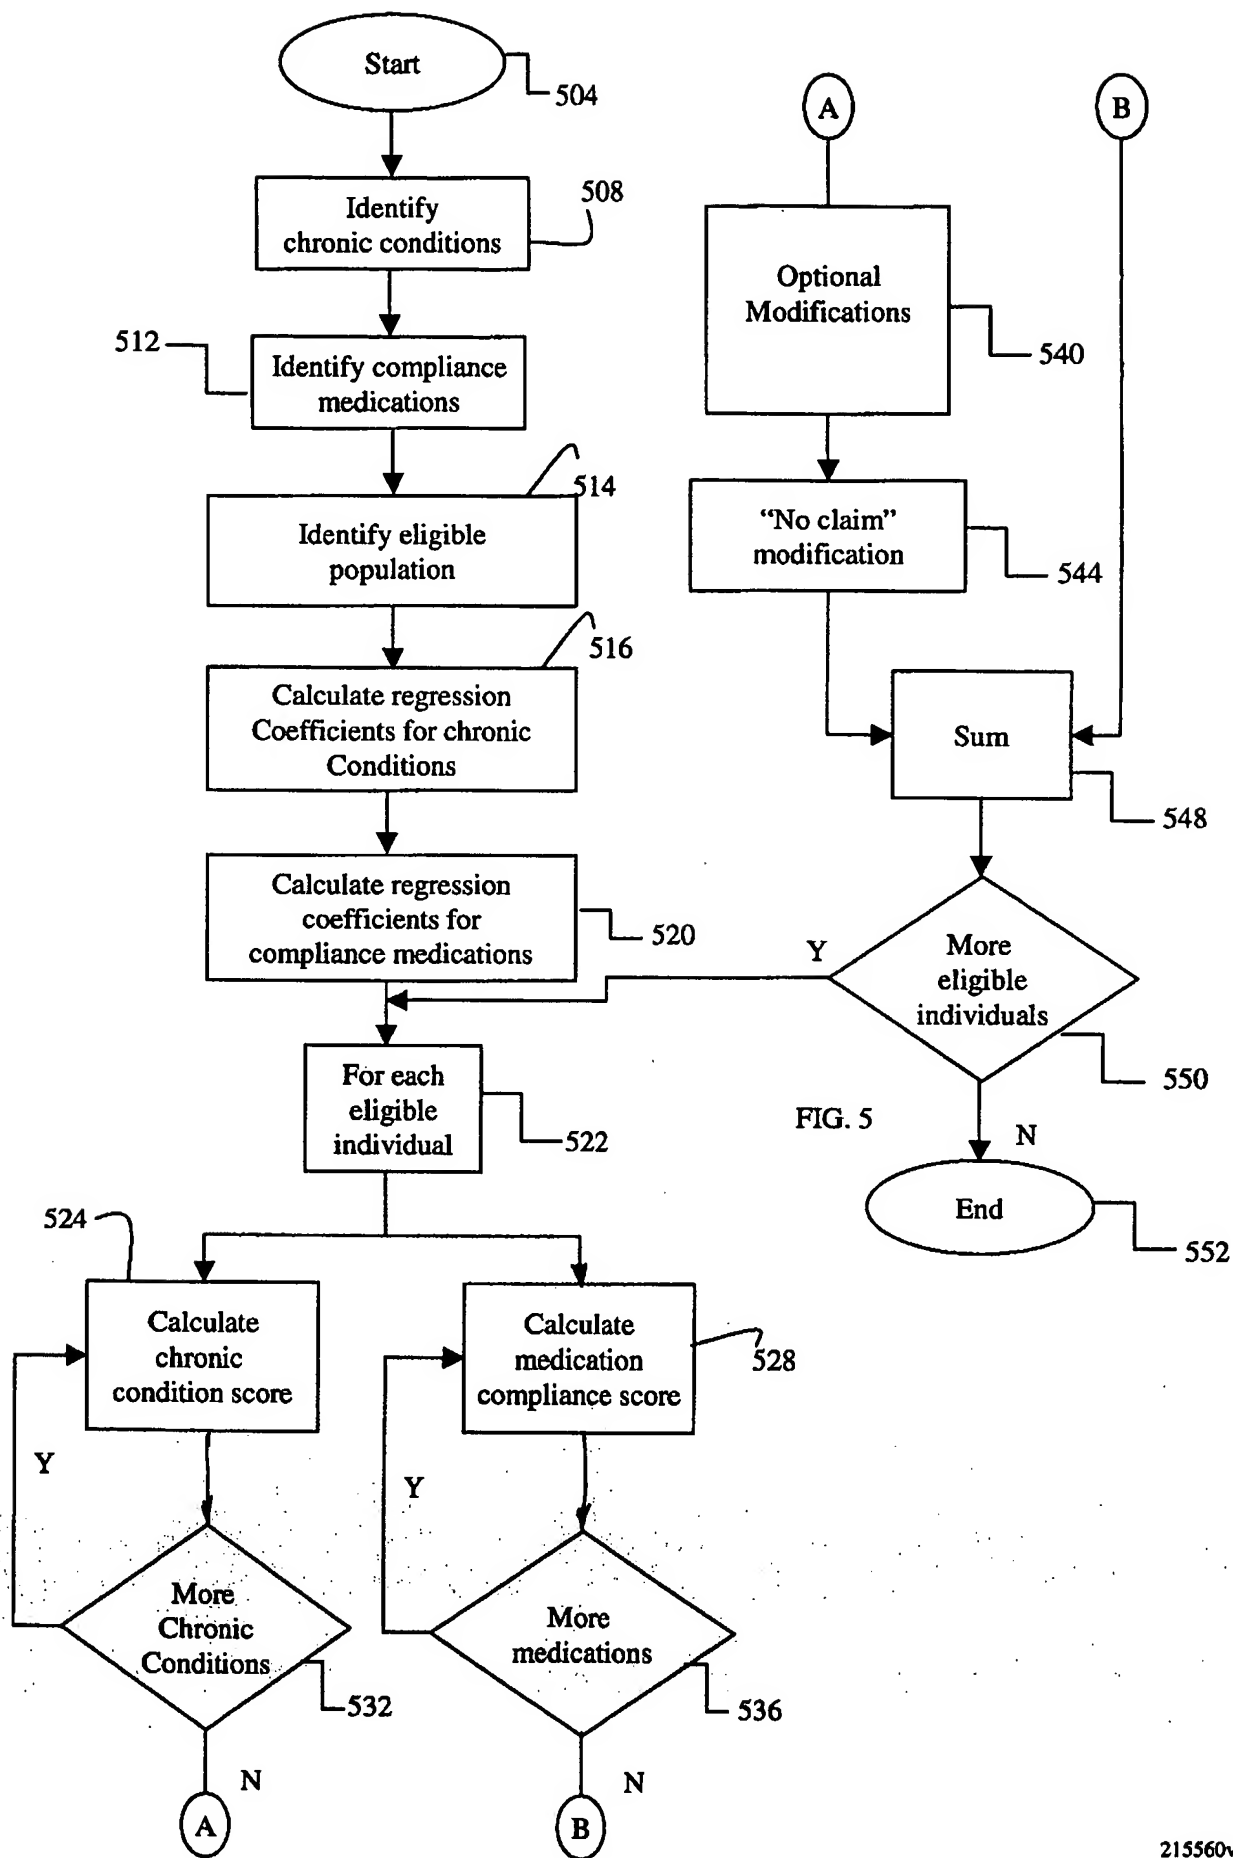 Start
504
Identify
chronic conditions
508
512
Identify compliance
medications
514
Identify eligible
population
516
Calculate regression
Coefficients for chronic
Conditions
Calculate regression
coefficients for
compliance medications
520
For each
eligible
individual
522
524
Calculate
chronic
condition score
Y
More
Chronic
Conditions
532
N
A
Calculate
medication
compliance score
528
Y
More
medications
536
N
B
A
B
Optional
Modifications
540
“No claim”
modification
544
Sum
548
Y
More
eligible
individuals
550
FIG. 5
N
End
552
215560v